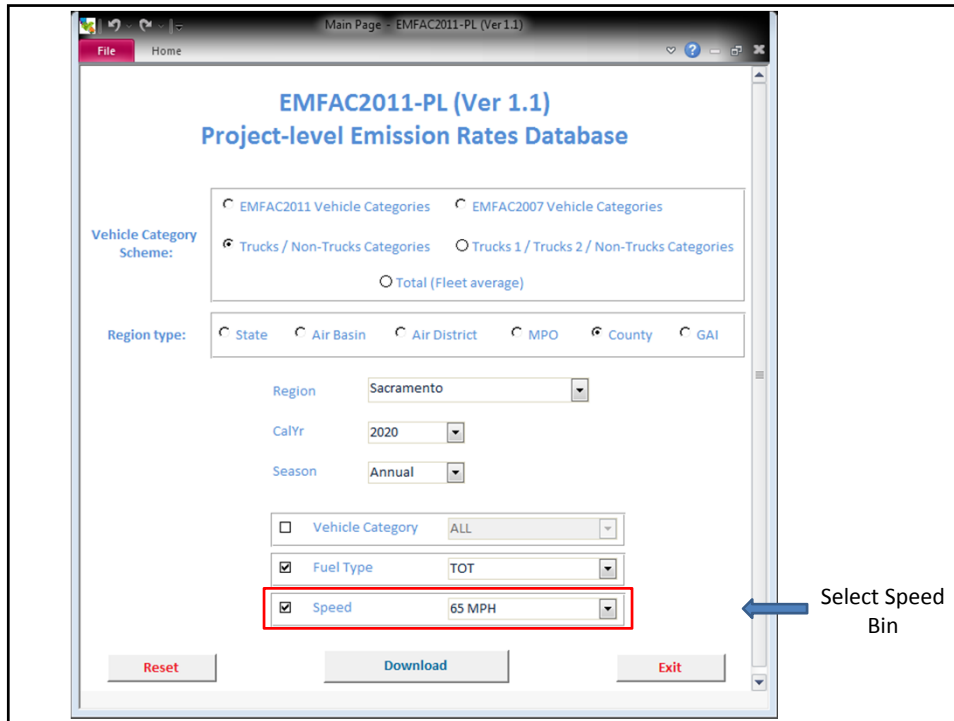 Main Page - EMFAC2011-PL (Ver 1.1)
File Home
EMFAC2011-PL (Ver 1.1)
Project-level Emission Rates Database
Vehicle Category Scheme:
EMFAC2011 Vehicle Categories EMFAC2007 Vehicle Categories
Trucks / Non-Trucks Categories Trucks 1 / Trucks 2 / Non-Trucks Categories
Total (Fleet average)
Region type: State Air Basin Air District MPO County GAI
Region Sacramento
CalYr 2020
Season Annual
Vehicle Category ALL
Fuel Type TOT
Speed 65 MPH
Select Speed
Bin
Reset Download Exit